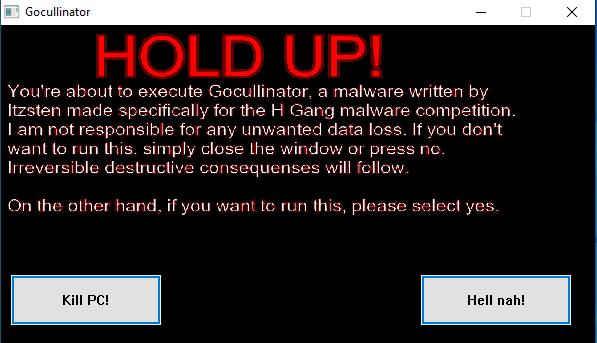 Gocullinator
HOLD UP!
You're about to execute Gocullinator, a malware written by
Itzsten made specifically for the H Gang malware competition.
I am not responsible for any unwanted data loss. If you don't
want to run this. simply close the window or press no.
Irreversible destructive consequenses will follow.
On the other hand, if you want to run this, please select yes.
Kill PC!
Hell nah!